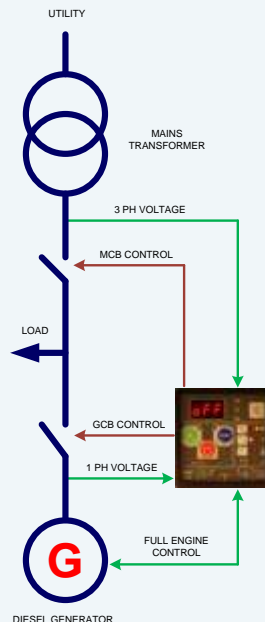 UTILITY
MAINS
TRANSFORMER
3 PH VOLTAGE
MCB CONTROL
LOAD
OFF
GCB CONTROL
1 PH VOLTAGE
FULL ENGINE
CONTROL
G
DIESEL GENERATOR